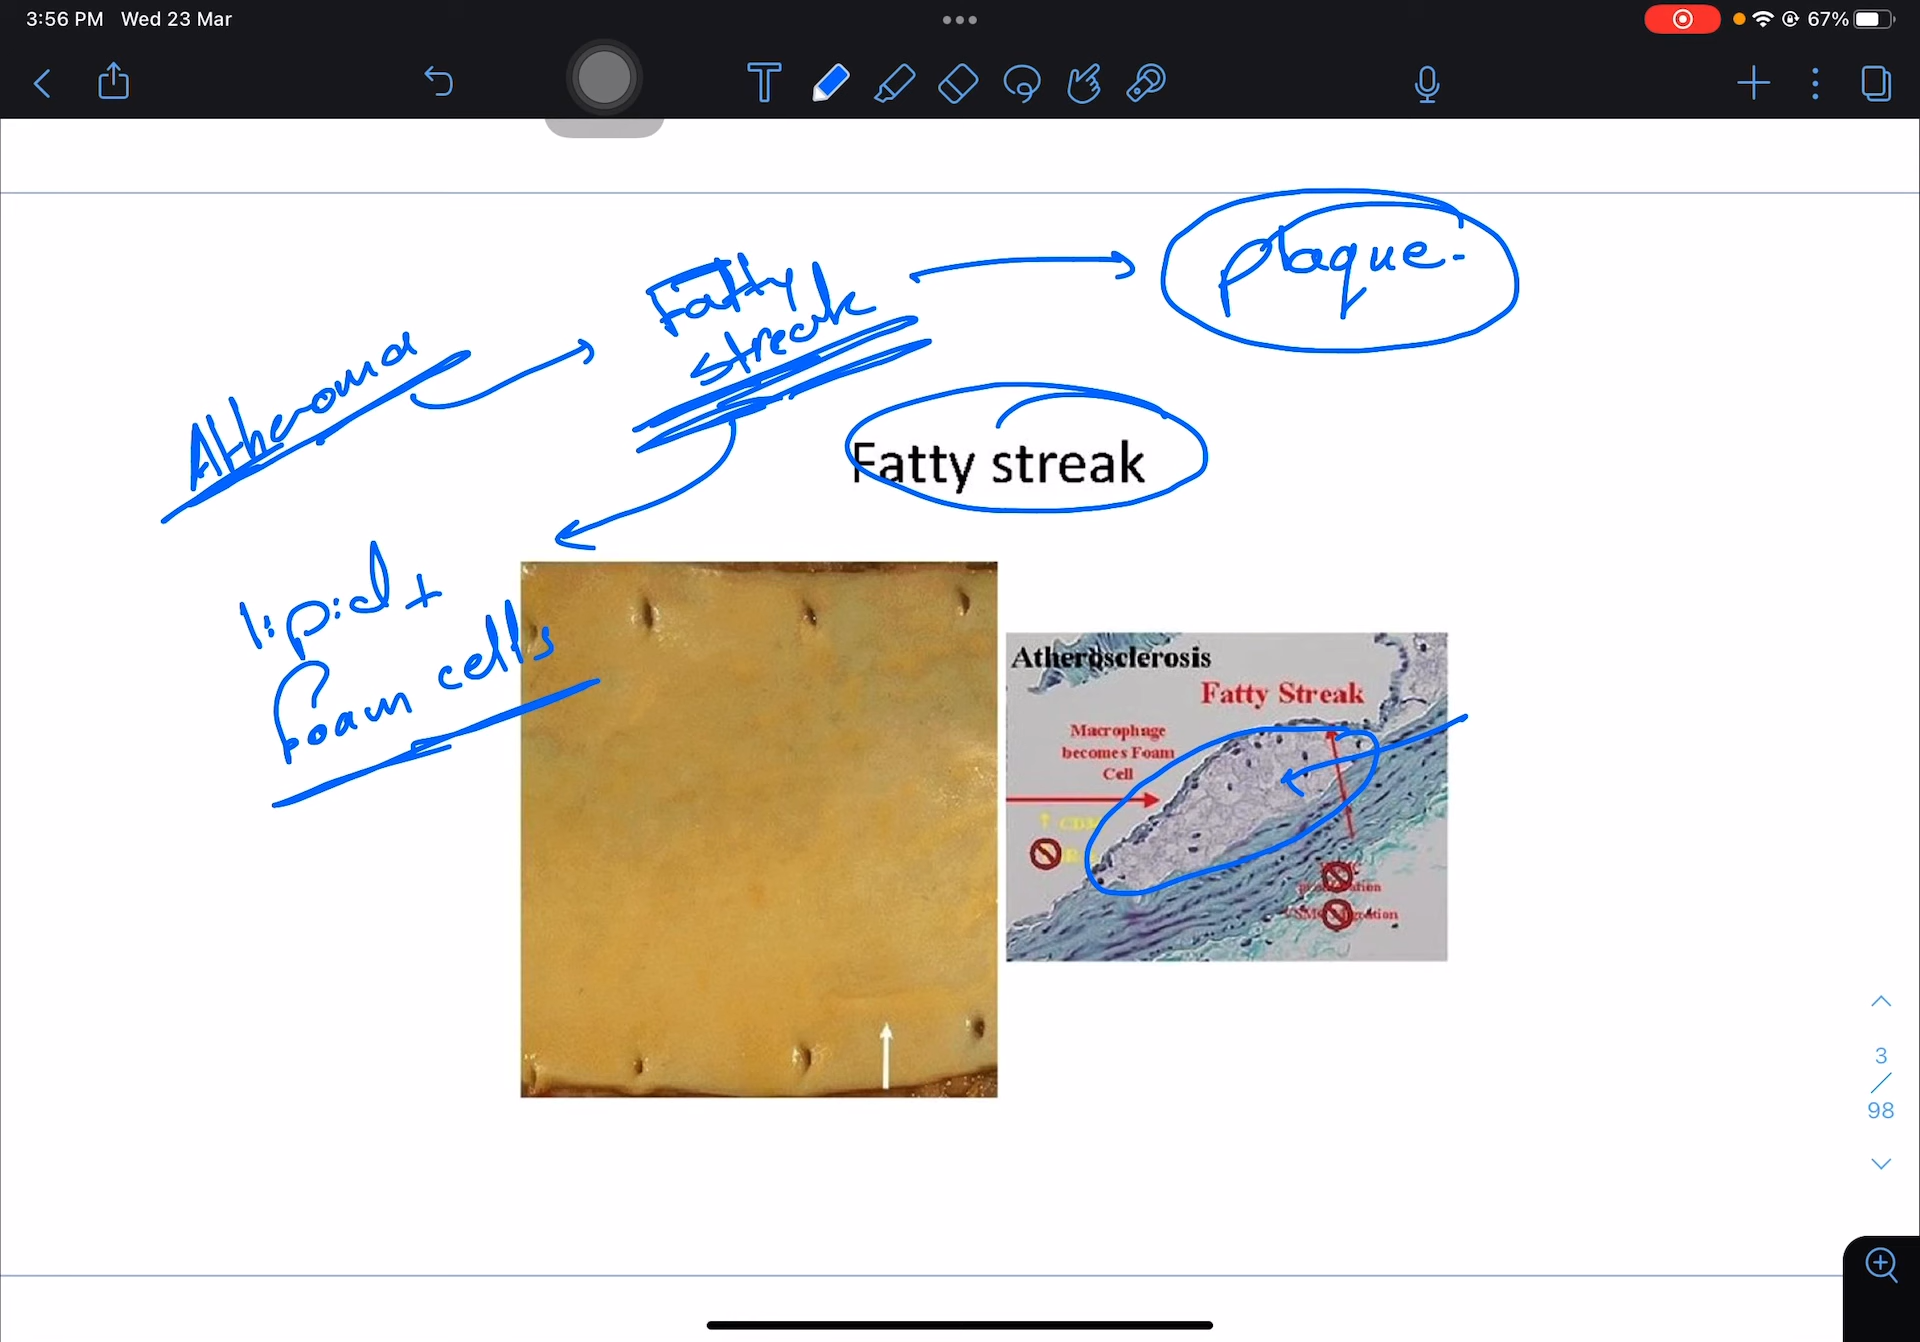 3:56 PM Wed 23 Mar
67%
plaque.
Fatty
streak
Atheroma
Fatty streak
lipid +
foam cells
Atherosclerosis
Fatty Streak
Macrophage
becomes Foam
Cell
3
98